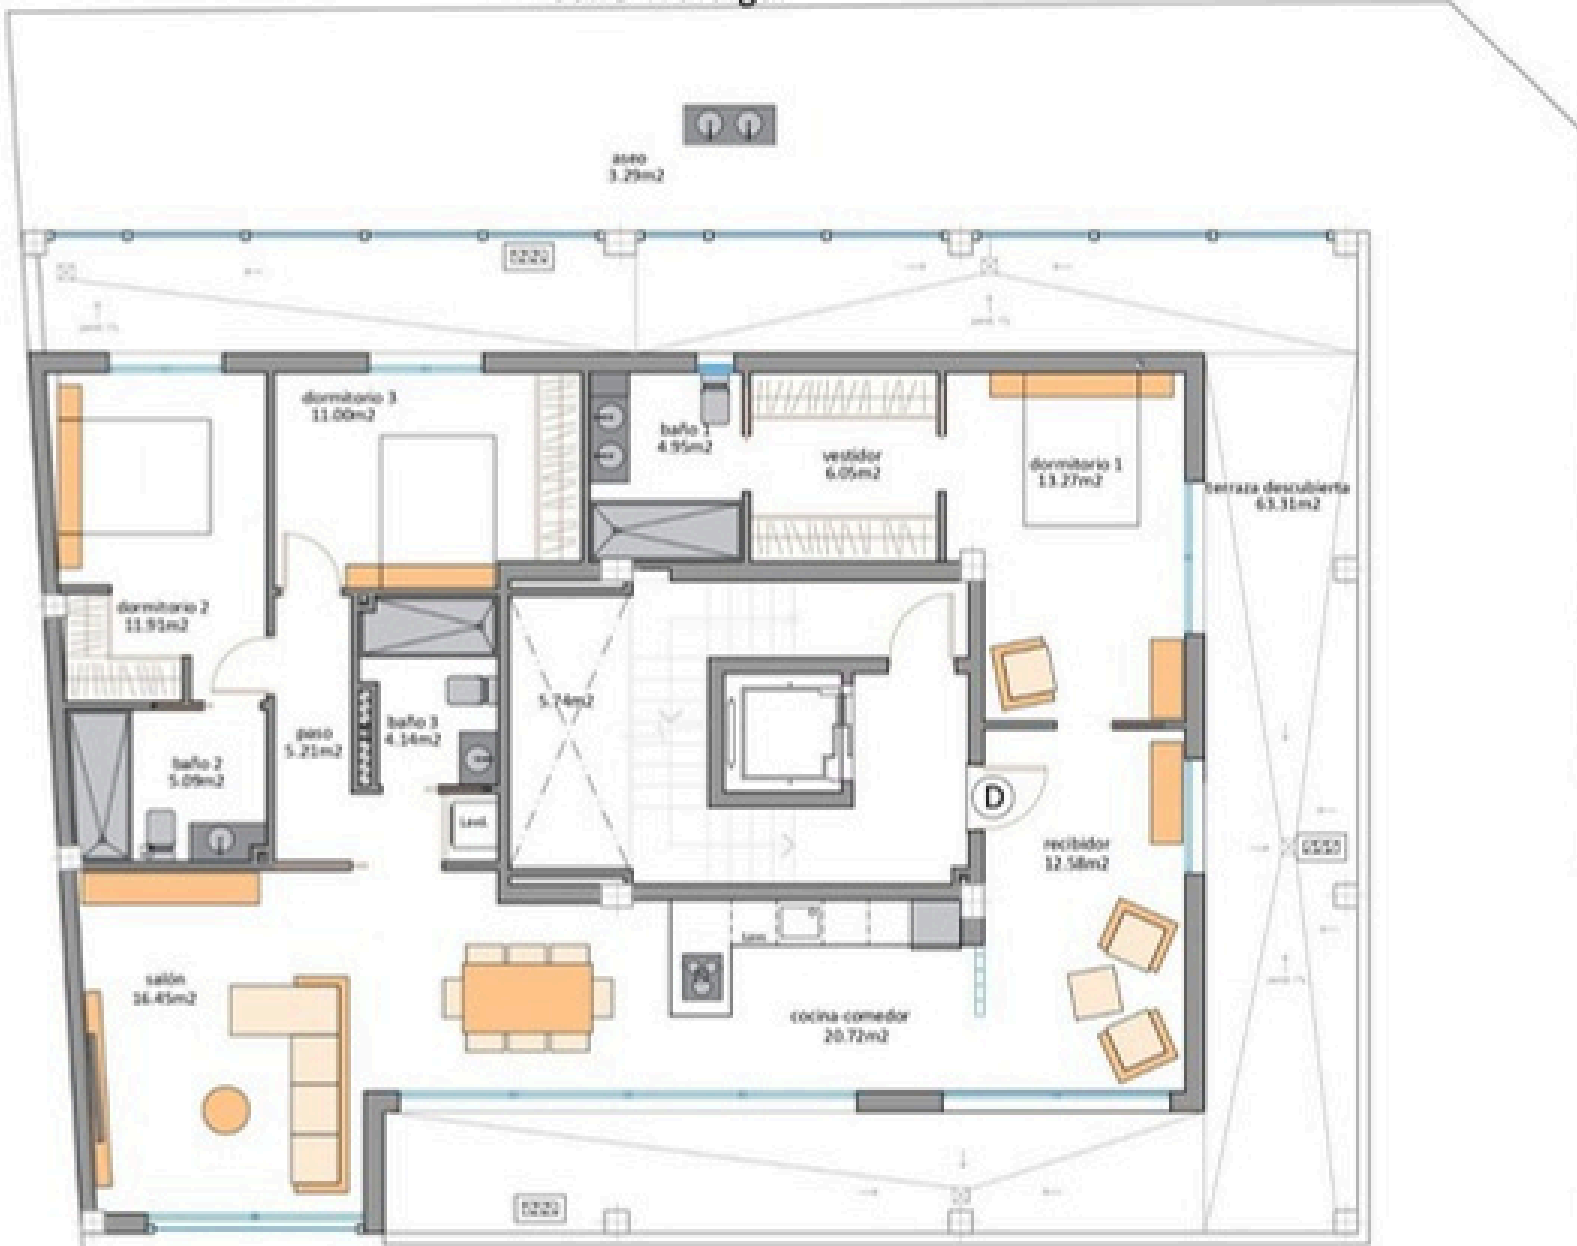 aseo
3.29m2
dormitorio 3
11.00m2
baño 1
4.95m2
vestidor
6.05m2
dormitorio 1
13.27m2
terraza descubierta
63.31m2
dormitorio 2
11.91m2
5.74m2
paso
5.21m2
baño 3
4.14m2
baño 2
5.09m2
D
recibidor
12.58m2
salón
16.45m2
cocina comedor
20.72m2